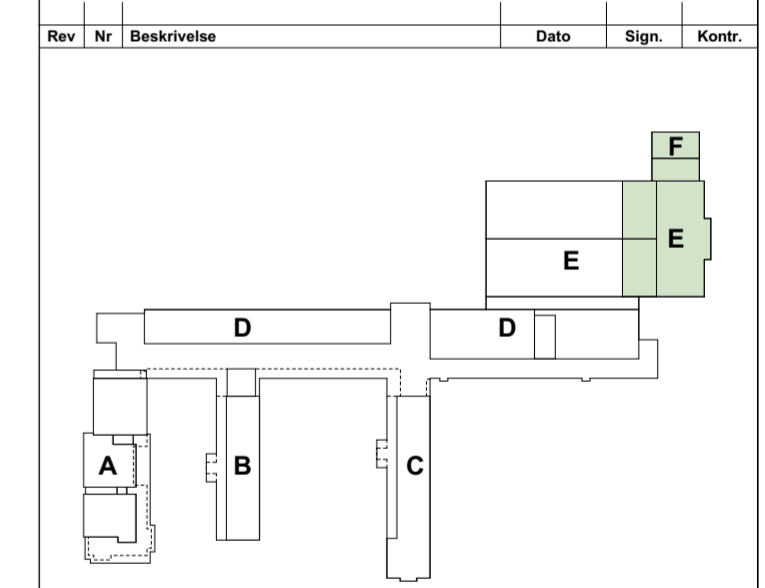 Rev Nr Beskrivelse Dato Sign. Kontr.
F
E
E
D D
A B C